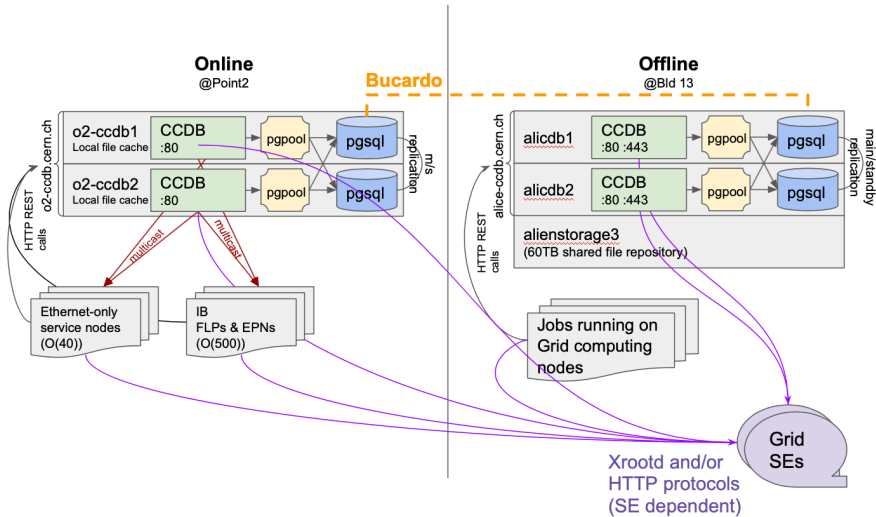 Online
@Point2
Offline
@Bld 13
Bucardo
o2-ccdb.cern.ch
o2-ccdb1
Local file cache
CCDB
:80
pgpool
pgsql
o2-ccdb2
Local file cache
CCDB
:80
pgpool
pgsql
m/s
replication
HTTP REST
calls
multicast
multicast
Ethernet-only
service nodes
(O(40))
IB
FLPs & EPNs
(O(500))
alice-ccdb.cern.ch
alicdb1
CCDB
:80 :443
pgpool
pgsql
alicdb2
CCDB
:80 :443
pgpool
pgsql
main/standby
replication
alienstorage3
(60TB shared file repository)
HTTP REST
calls
Jobs running on
Grid computing
nodes
Grid
SEs
Xrootd and/or
HTTP protocols
(SE dependent)